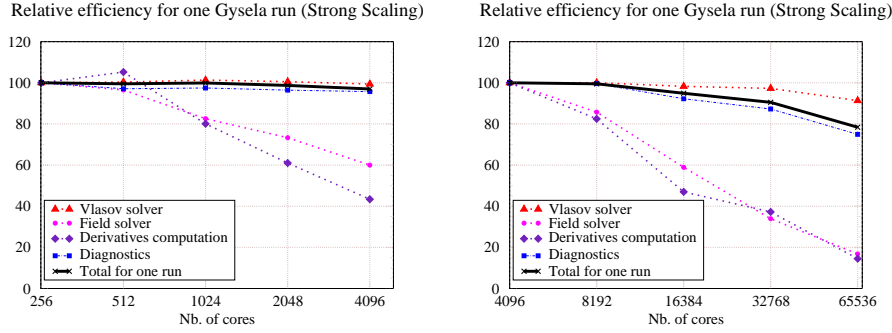 Relative efficiency for one Gysela run (Strong Scaling)
120
100
80
60
40
20
0
Vlasov solver
Field solver
Derivatives computation
Diagnostics
Total for one run
256 512 1024 2048 4096
Nb. of cores
Relative efficiency for one Gysela run (Strong Scaling)
120
100
80
60
40
20
0
Vlasov solver
Field solver
Derivatives computation
Diagnostics
Total for one run
4096 8192 16384 32768 65536
Nb. of cores